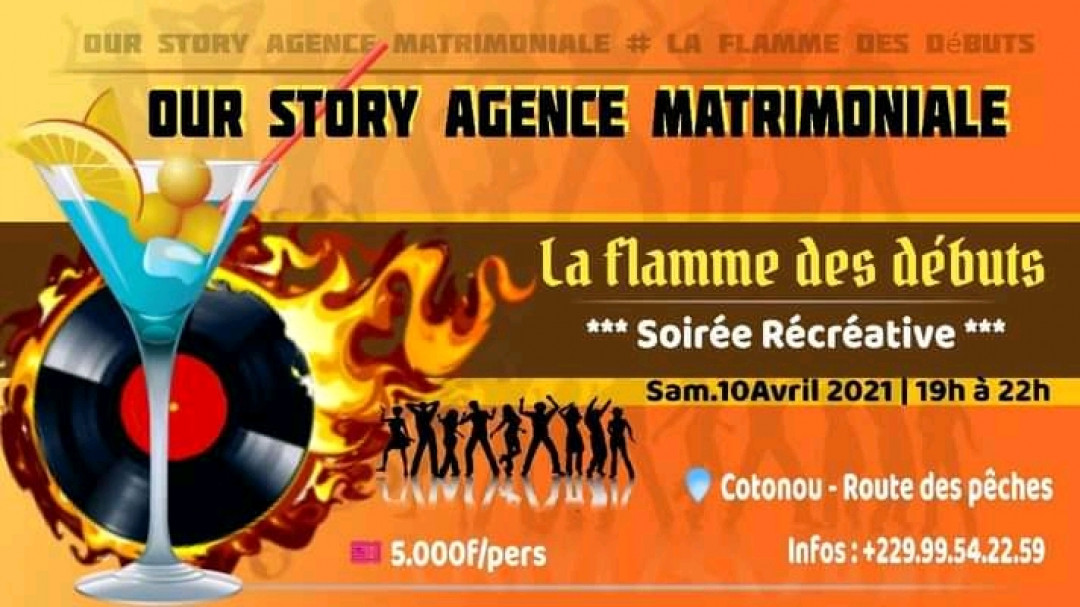 OUR STORY AGENCE MATRIMONIALE # LA FLAMME DES DéBUTS
OUR STORY AGENCE MATRIMONIALE
La flamme des débuts
*** Soirée Récréative ***
Sam.10Avril 2021 | 19h à 22h
Cotonou - Route des pêches
5.000f/pers
Infos : +229.99.54.22.59